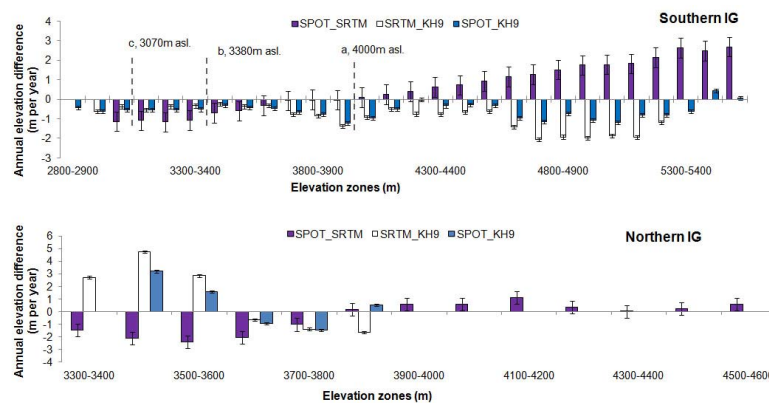 SPOT_SRTM SRTM_KH9 SPOT_KH9 Southern IG
c, 3070m asl. b, 3380m asl. a, 4000m asl.
Annual elevation difference
(m per year)
4
3
2
1
0
-1
-2
-3
2800-2900 3300-3400 3800-3900 4300-4400 4800-4900 5300-5400
Elevation zones (m)
SPOT_SRTM SRTM_KH9 SPOT_KH9 Northern IG
Annual elevation difference
(m per year)
6
5
4
3
2
1
0
-1
-2
-3
-4
3300-3400 3500-3600 3700-3800 3900-4000 4100-4200 4300-4400 4500-4600
Elevation zones (m)